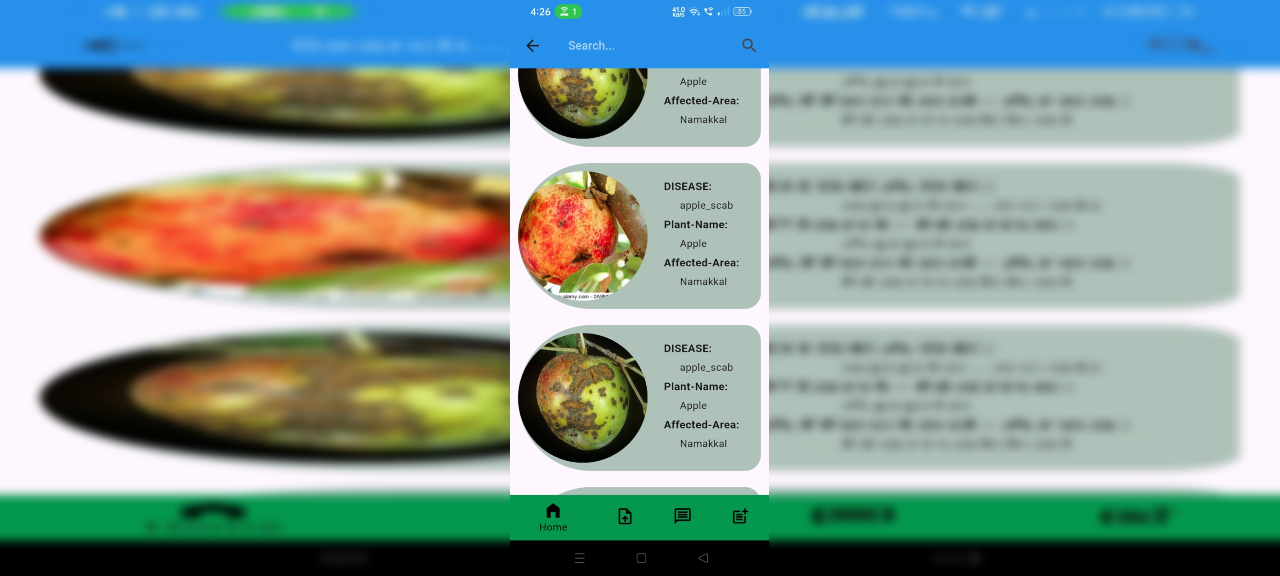 4:26 1 41.0 KB/S 85
Search...
Apple
Affected-Area:
Namakkal
DISEASE:
apple_scab
Plant-Name:
Apple
Affected-Area:
Namakkal
DISEASE:
apple_scab
Plant-Name:
Apple
Affected-Area:
Namakkal
Home